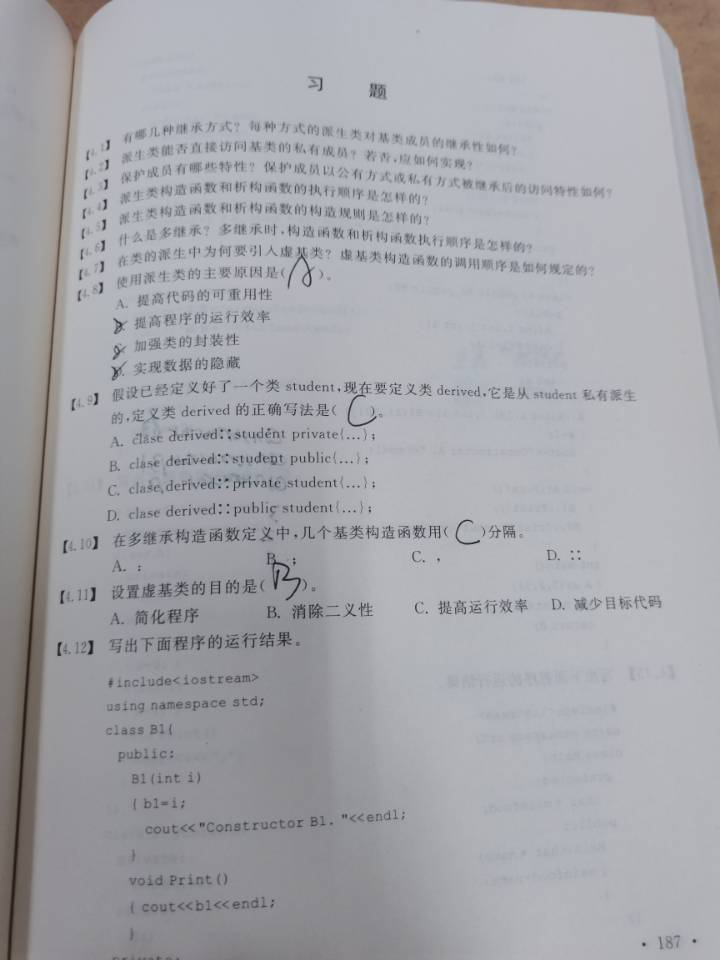 习 题
【4.1】 有哪几种继承方式？每种方式的派生类对基类成员的继承性如何？
【4.2】 派生类能否直接访问基类的私有成员？若否，应如何实现？
【4.3】 保护成员有哪些特性？保护成员以公有方式或私有方式被继承后的访问特性如何？
【4.4】 派生类构造函数和析构函数的执行顺序是怎样的？
【4.5】 派生类构造函数和析构函数的构造规则是怎样的？
【4.6】 什么是多继承？多继承时，构造函数和析构函数执行顺序是怎样的？
【4.7】 在类的派生中为何要引入虚基类？虚基类构造函数的调用顺序是如何规定的？
【4.8】 使用派生类的主要原因是( A )。
A. 提高代码的可重用性
B. 提高程序的运行效率
C. 加强类的封装性
D. 实现数据的隐藏
【4.9】 假设已经定义好了一个类 student,现在要定义类 derived,它是从 student 私有派生
的,定义类 derived 的正确写法是( C )。
A. clase derived∷student private{…};
B. clase derived∷student public{…};
C. clase derived∷private student{…};
D. clase derived∷public student{…};
【4.10】 在多继承构造函数定义中,几个基类构造函数用( C )分隔。
A. : B. ; C. , D. ∷
【4.11】 设置虚基类的目的是( B )。
A. 简化程序 B. 消除二义性 C. 提高运行效率 D. 减少目标代码
【4.12】 写出下面程序的运行结果。
#include<iostream>
using namespace std;
class B1{
public:
B1(int i)
{ b1=i;
cout<<"Constructor B1. "<<endl;
}
void Print()
{ cout<<b1<<endl;
}
private:
· 187 ·